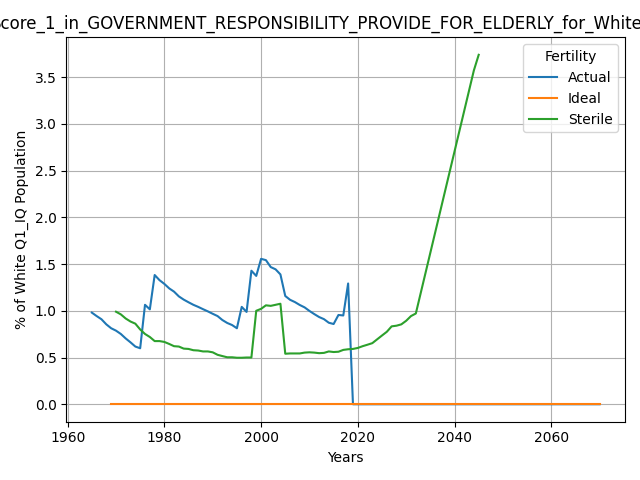 core_1_in_GOVERNMENT_RESPONSIBILITY_PROVIDE_FOR_ELDERLY_for_White
Fertility
Actual
Ideal
Sterile
% of White Q1_IQ Population
3.5
3.0
2.5
2.0
1.5
1.0
0.5
0.0
1960 1980 2000 2020 2040 2060
Years